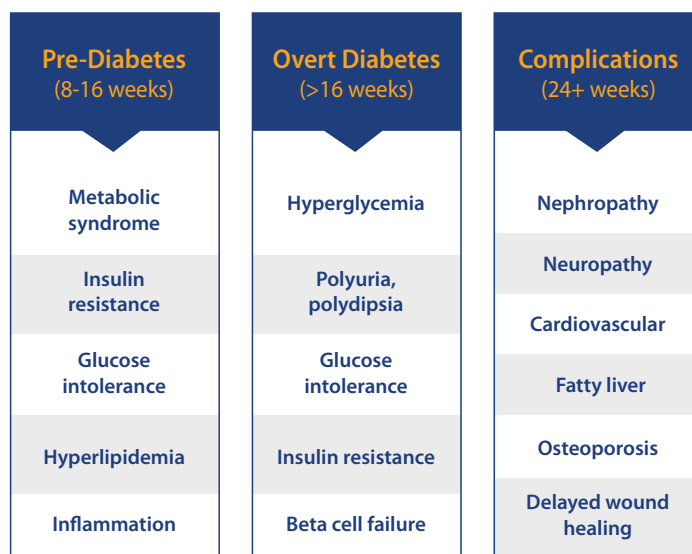 Pre-Diabetes
(8-16 weeks)
Metabolic
syndrome
Insulin
resistance
Glucose
intolerance
Hyperlipidemia
Inflammation
Overt Diabetes
(>16 weeks)
Hyperglycemia
Polyuria,
polydipsia
Glucose
intolerance
Insulin resistance
Beta cell failure
Complications
(24+ weeks)
Nephropathy
Neuropathy
Cardiovascular
Fatty liver
Osteoporosis
Delayed wound
healing